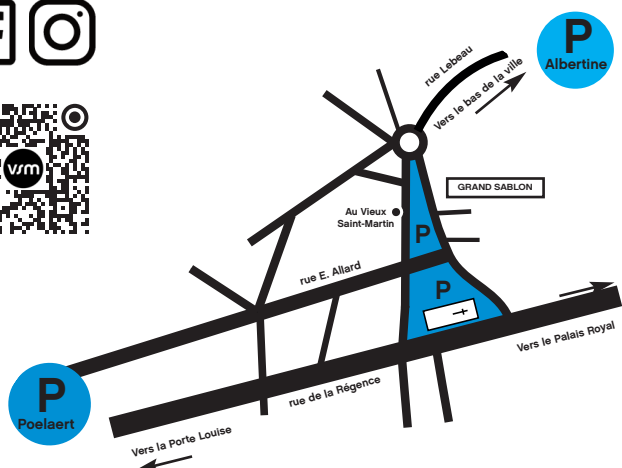 P
Albertine
rue Lebeau
Vers le bas de la ville
vsm
GRAND SABLON
Au Vieux
Saint-Martin
P
rue E. Allard
P
Vers le Palais Royal
P
Poelaert
rue de la Régence
Vers la Porte Louise